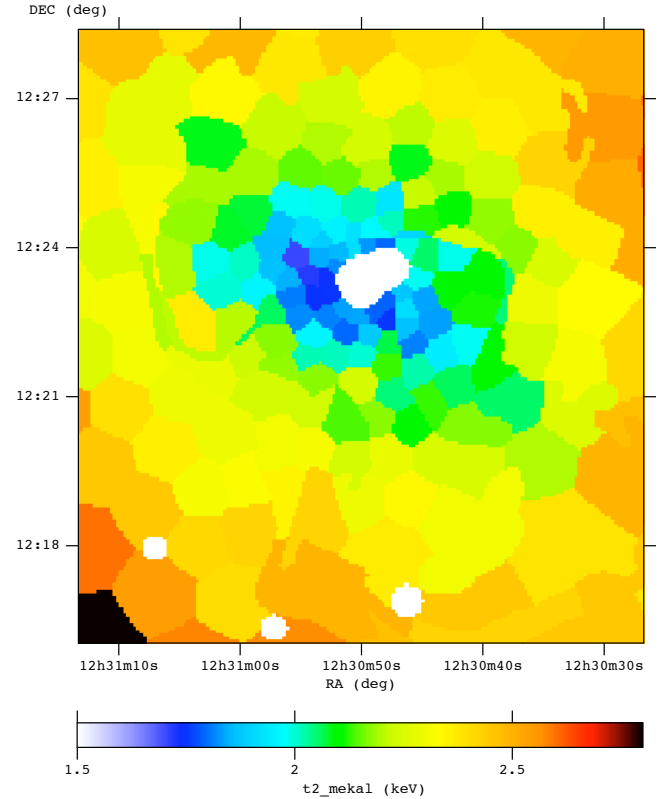 DEC (deg)
12:27
12:24
12:21
12:18
12h31m10s 12h31m00s 12h30m50s 12h30m40s 12h30m30s
RA (deg)
1.5 2 2.5
t2_mekal (keV)